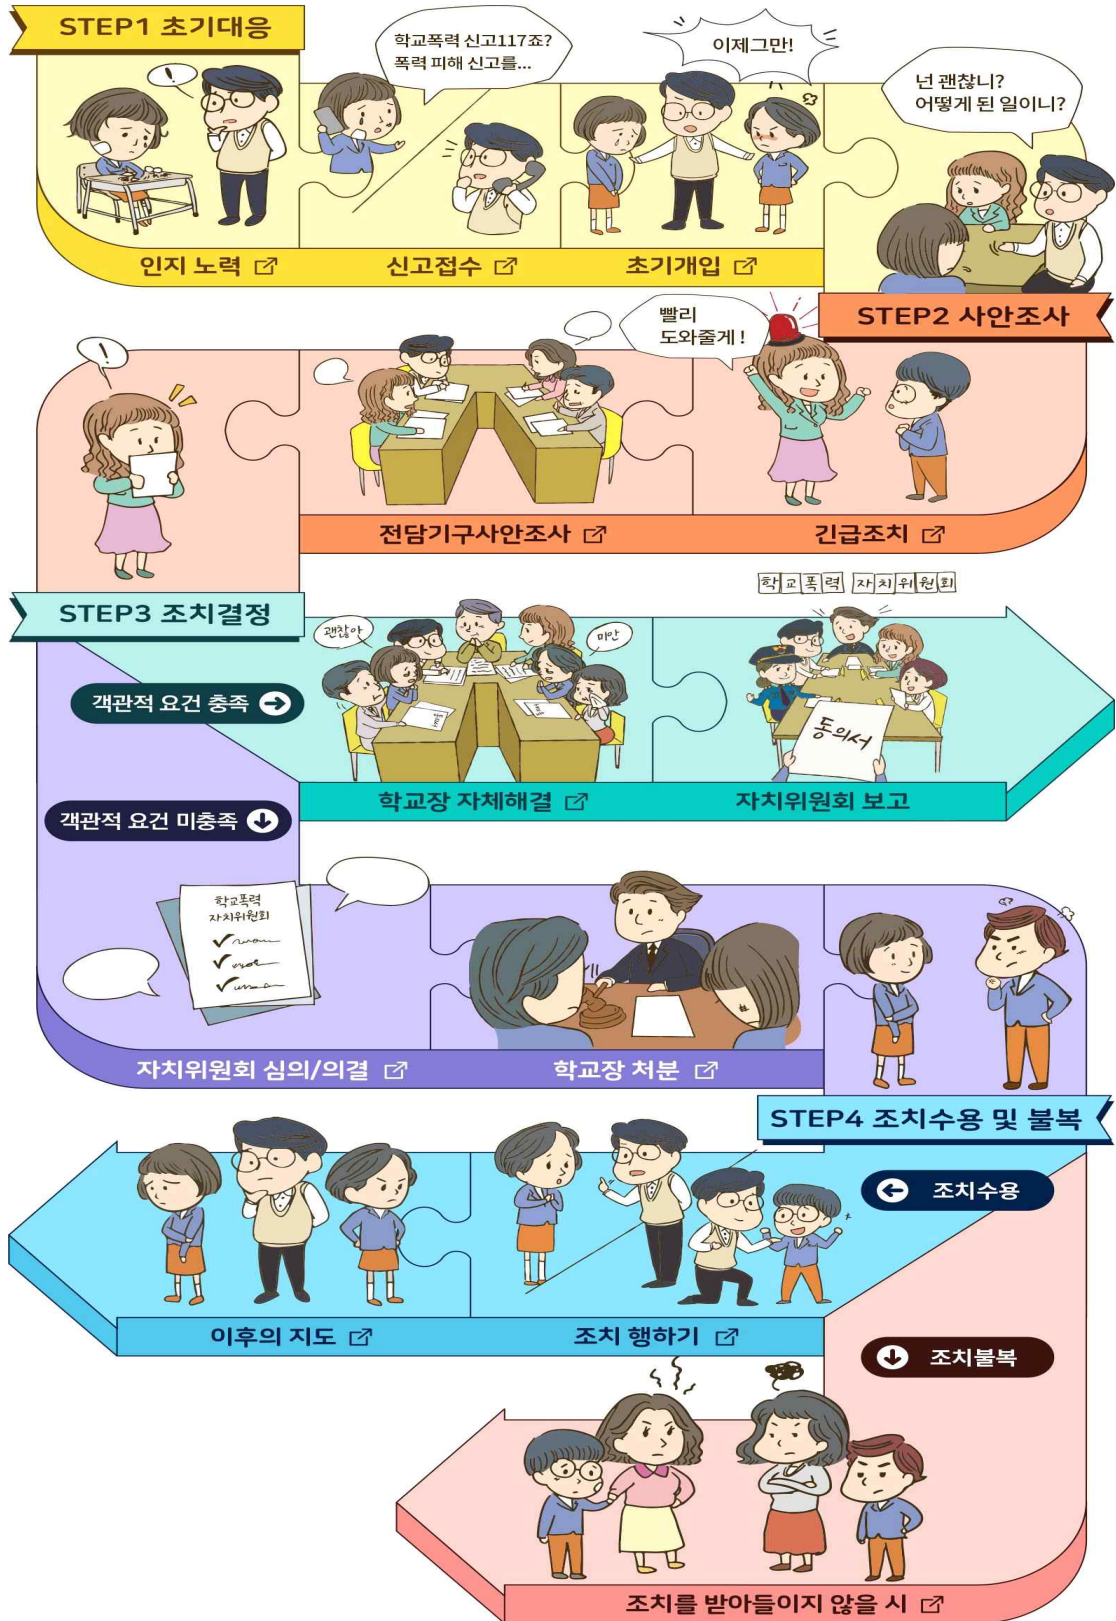 STEP1 초기대응
학교폭력 신고117죠?
폭력 피해 신고를...
이제그만!
넌 괜찮니?
어떻게 된 일이니?
!
인지 노력
신고접수
초기개입
STEP2 사안조사
빨리
도와줄게 !
!
전담기구사안조사
긴급조치
STEP3 조치결정
학교폭력 자치위원회
괜찮아
미안
동의서
객관적 요건 충족
학교장 자체해결
자치위원회 보고
객관적 요건 미충족
학교폭력
자치위원회
자치위원회 심의/의결
학교장 처분
STEP4 조치수용 및 불복
조치수용
이후의 지도
조치 행하기
조치불복
조치를 받아들이지 않을 시